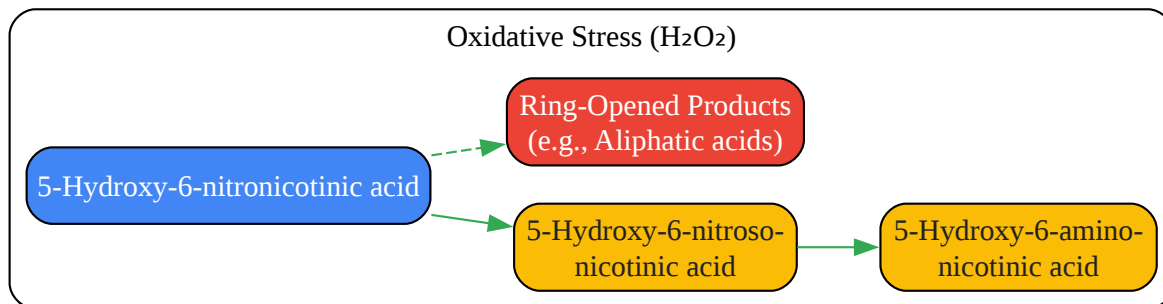 Oxidative Stress (H₂O₂)
Ring-Opened Products
(e.g., Aliphatic acids)
5-Hydroxy-6-nitronicotinic acid
5-Hydroxy-6-nitroso-
nicotinic acid
5-Hydroxy-6-amino-
nicotinic acid